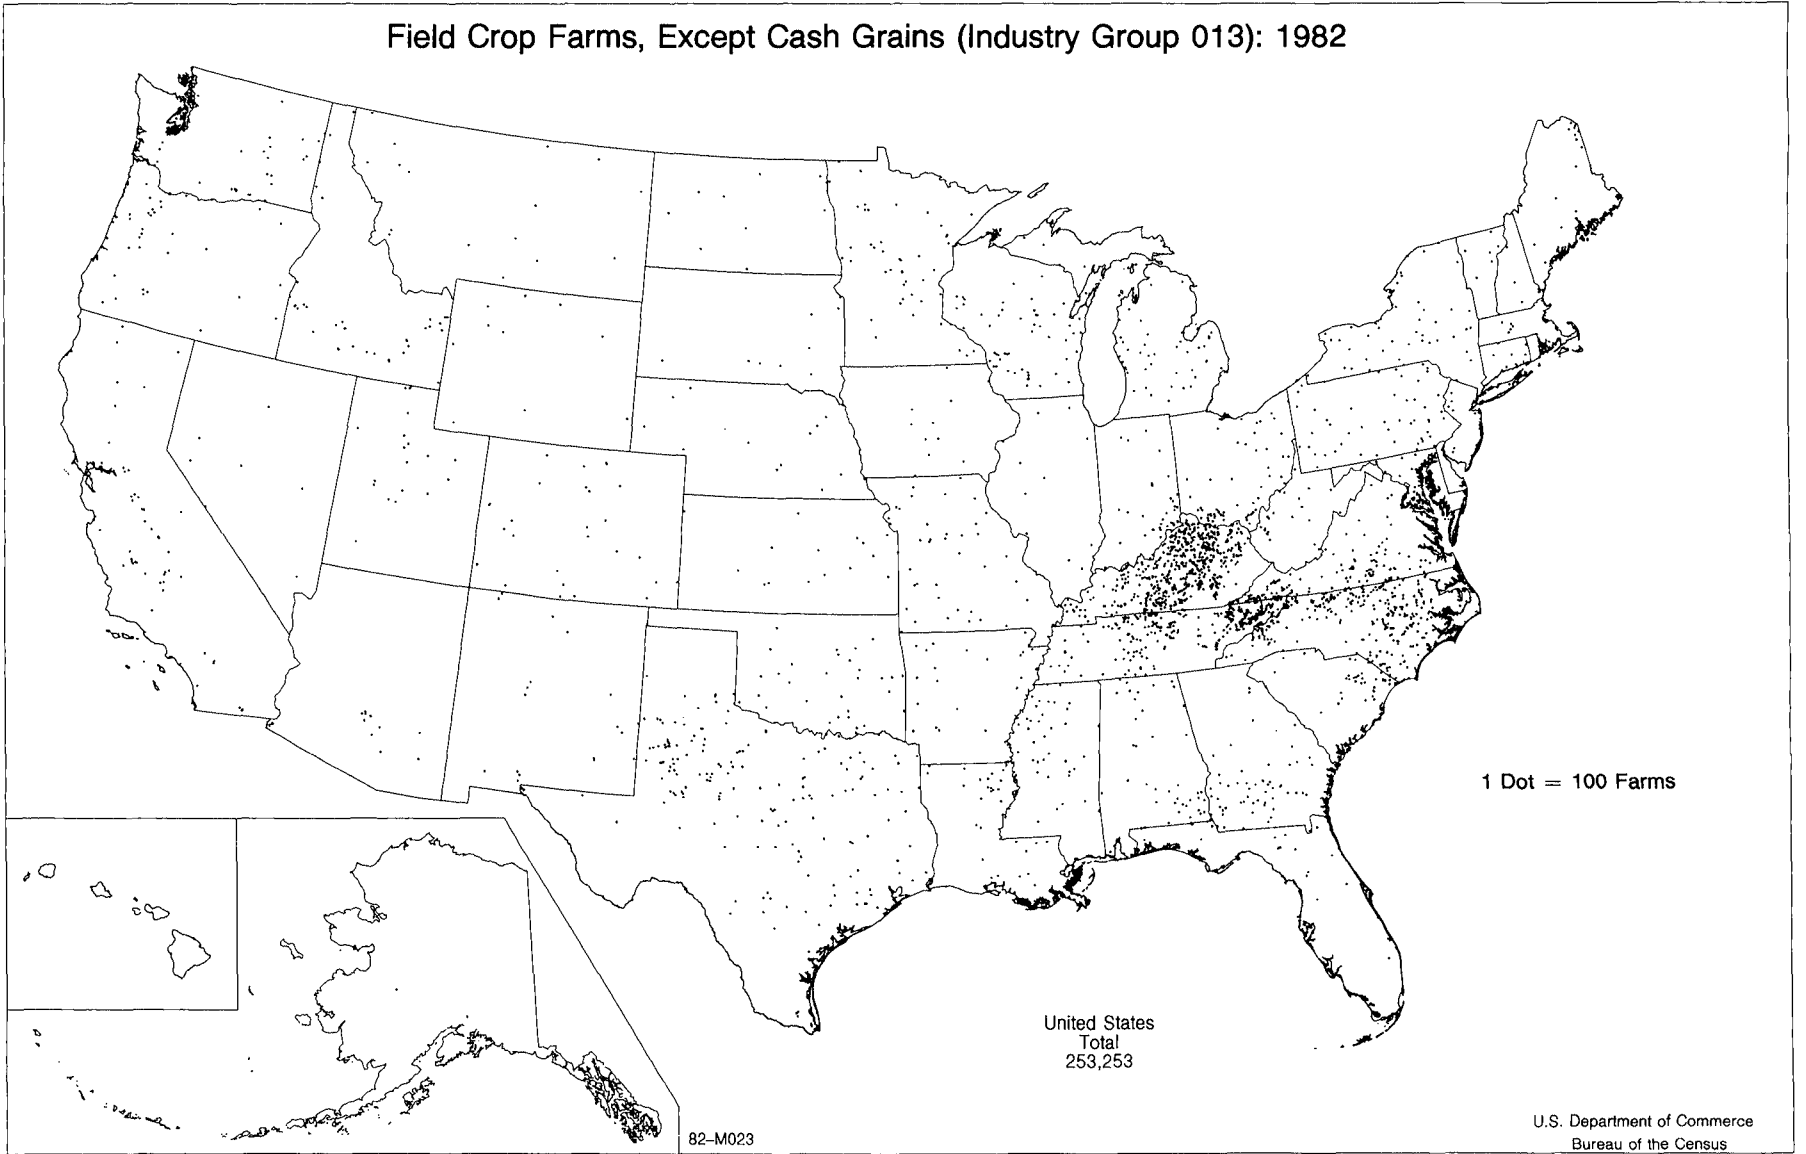 Field Crop Farms, Except Cash Grains (Industry Group 013): 1982
1 Dot = 100 Farms
United States
Total
253,253
82–M023
U.S. Department of Commerce
Bureau of the Census